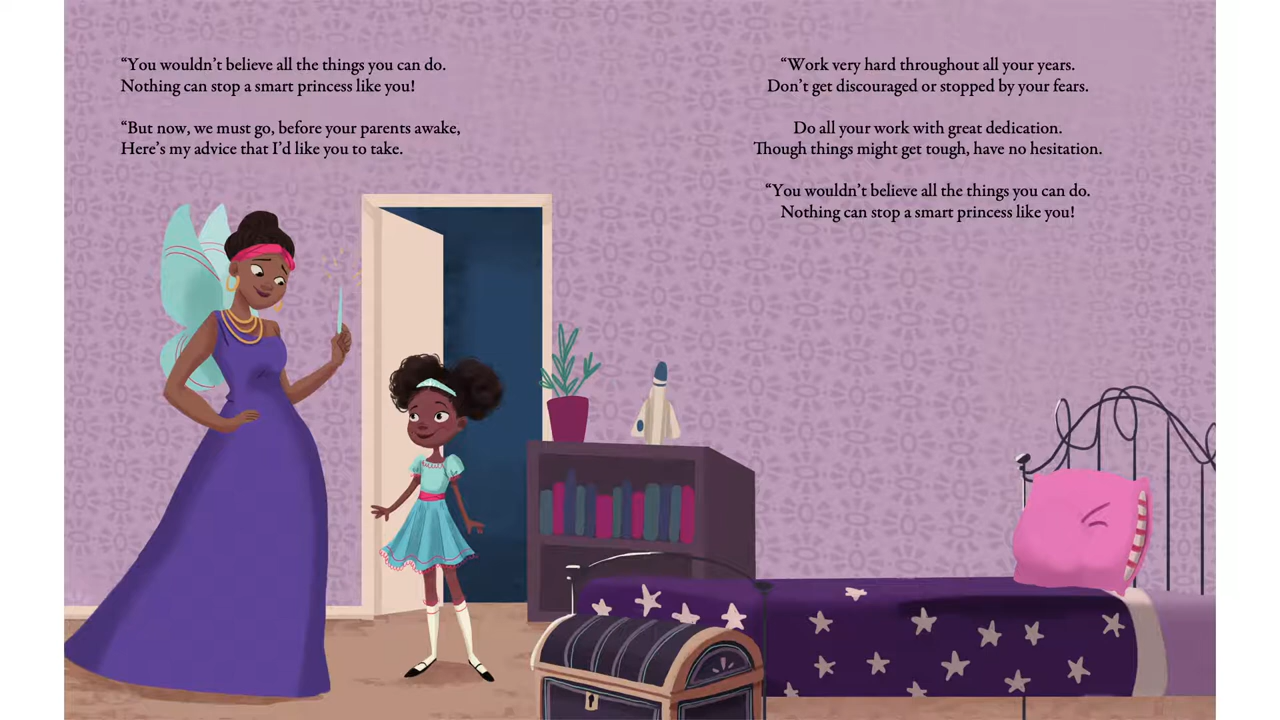 “You wouldn’t believe all the things you can do.
Nothing can stop a smart princess like you!
“But now, we must go, before your parents awake,
Here’s my advice that I’d like you to take.
“Work very hard throughout all your years.
Don’t get discouraged or stopped by your fears.
Do all your work with great dedication.
Though things might get tough, have no hesitation.
“You wouldn’t believe all the things you can do.
Nothing can stop a smart princess like you!